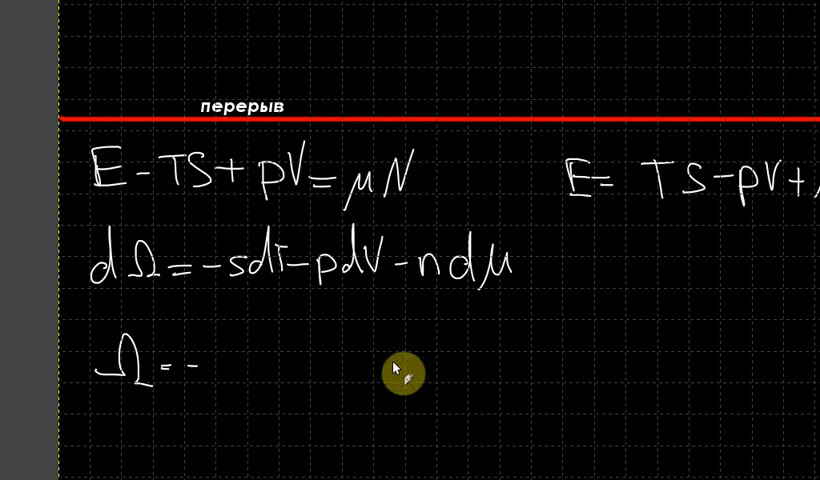 перерыв
E - TS + pV = μN E = TS - pV +
dΩ = - sdT - pdV - ndμ
Ω = -